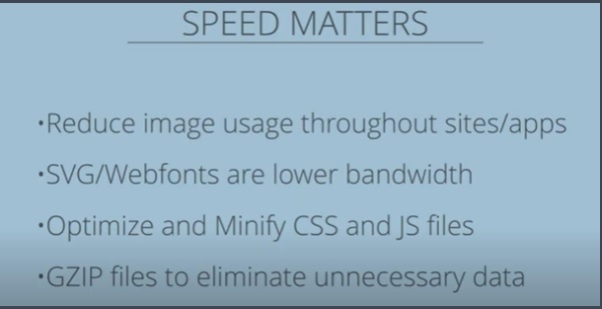 SPEED MATTERS
•Reduce image usage throughout sites/apps
•SVG/Webfonts are lower bandwidth
•Optimize and Minify CSS and JS files
•GZIP files to eliminate unnecessary data